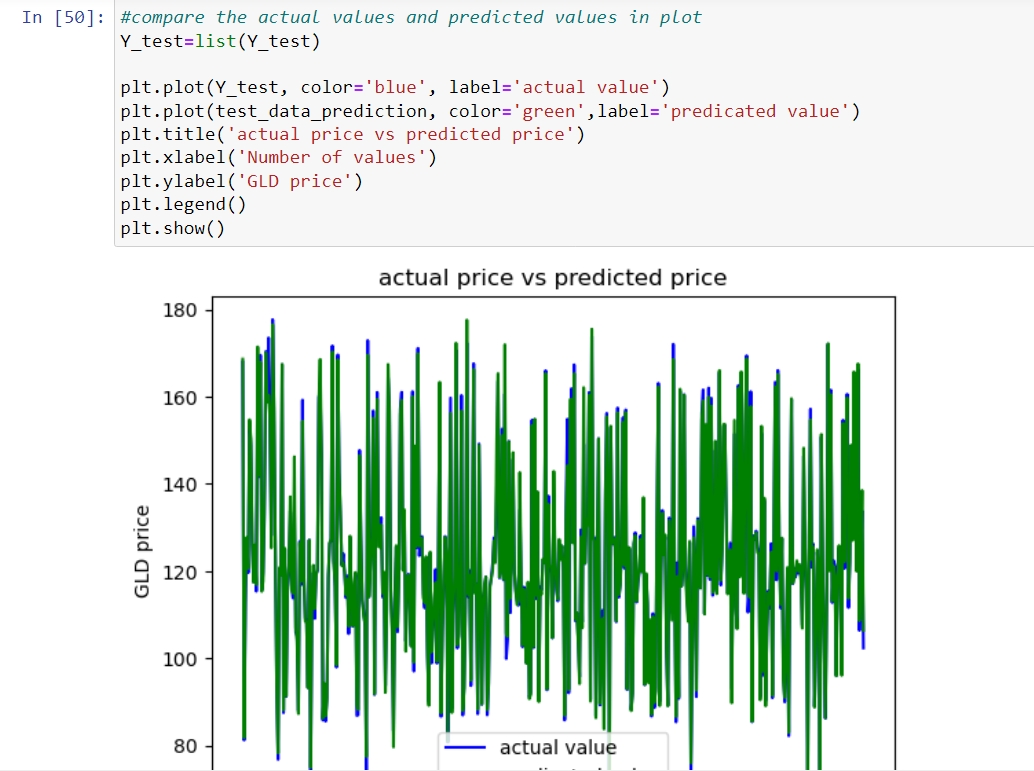 In [50]: #compare the actual values and predicted values in plot
Y_test=list(Y_test)
plt.plot(Y_test, color='blue', label='actual value')
plt.plot(test_data_prediction, color='green',label='predicated value')
plt.title('actual price vs predicted price')
plt.xlabel('Number of values')
plt.ylabel('GLD price')
plt.legend()
plt.show()
actual price vs predicted price
180
160
140
GLD price
120
100
80
actual value